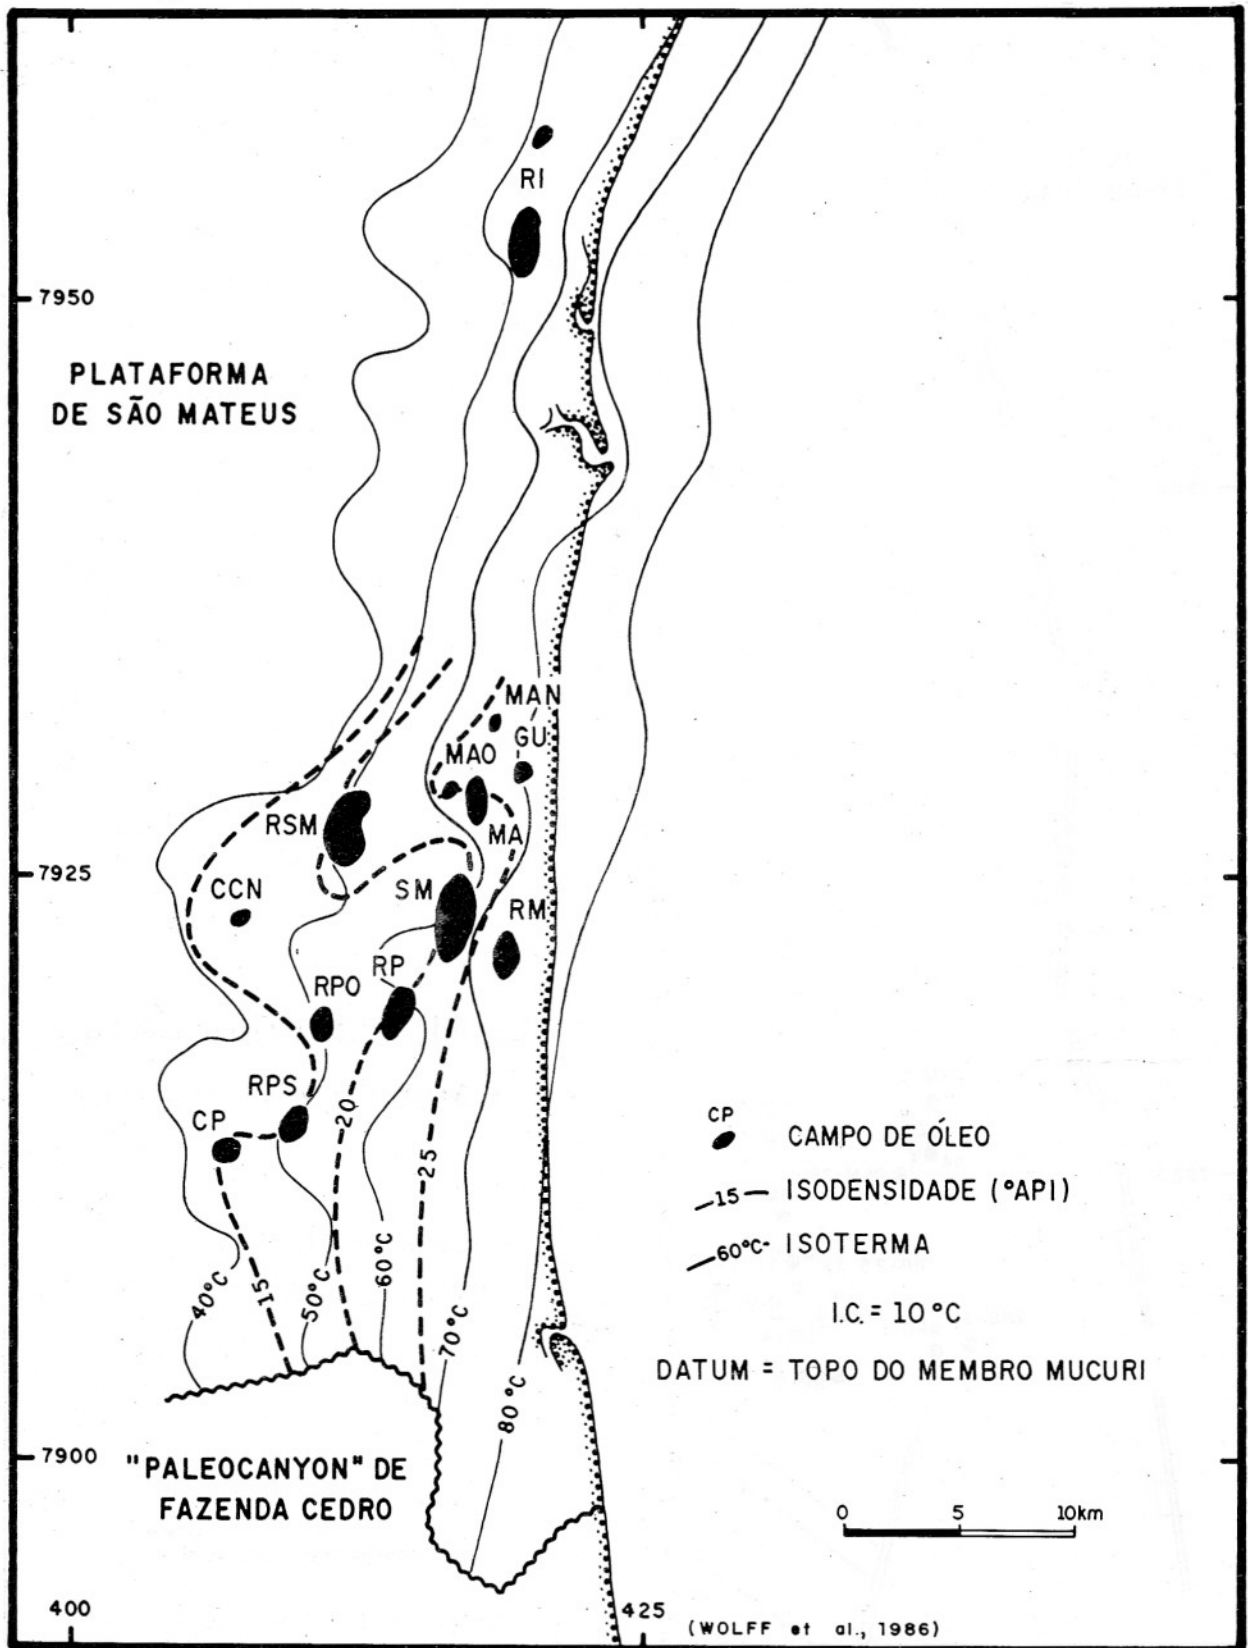 RI
7950
PLATAFORMA
DE SÃO MATEUS
MAN
GU
MAO
RSM
MA
7925
CCN
SM
RM
RP
RPO
RPS
CP
20
25
CP
CAMPO DE ÓLEO
15 ISODENSIDADE (°API)
60°C- ISOTERMA
40°C
15
50°C
60°C
70°C
80°C
I.C. = 10 °C
DATUM = TOPO DO MEMBRO MUCURI
7900
"PALEOCANYON" DE
FAZENDA CEDRO
0 5 10km
400
425
(WOLFF et al., 1986)